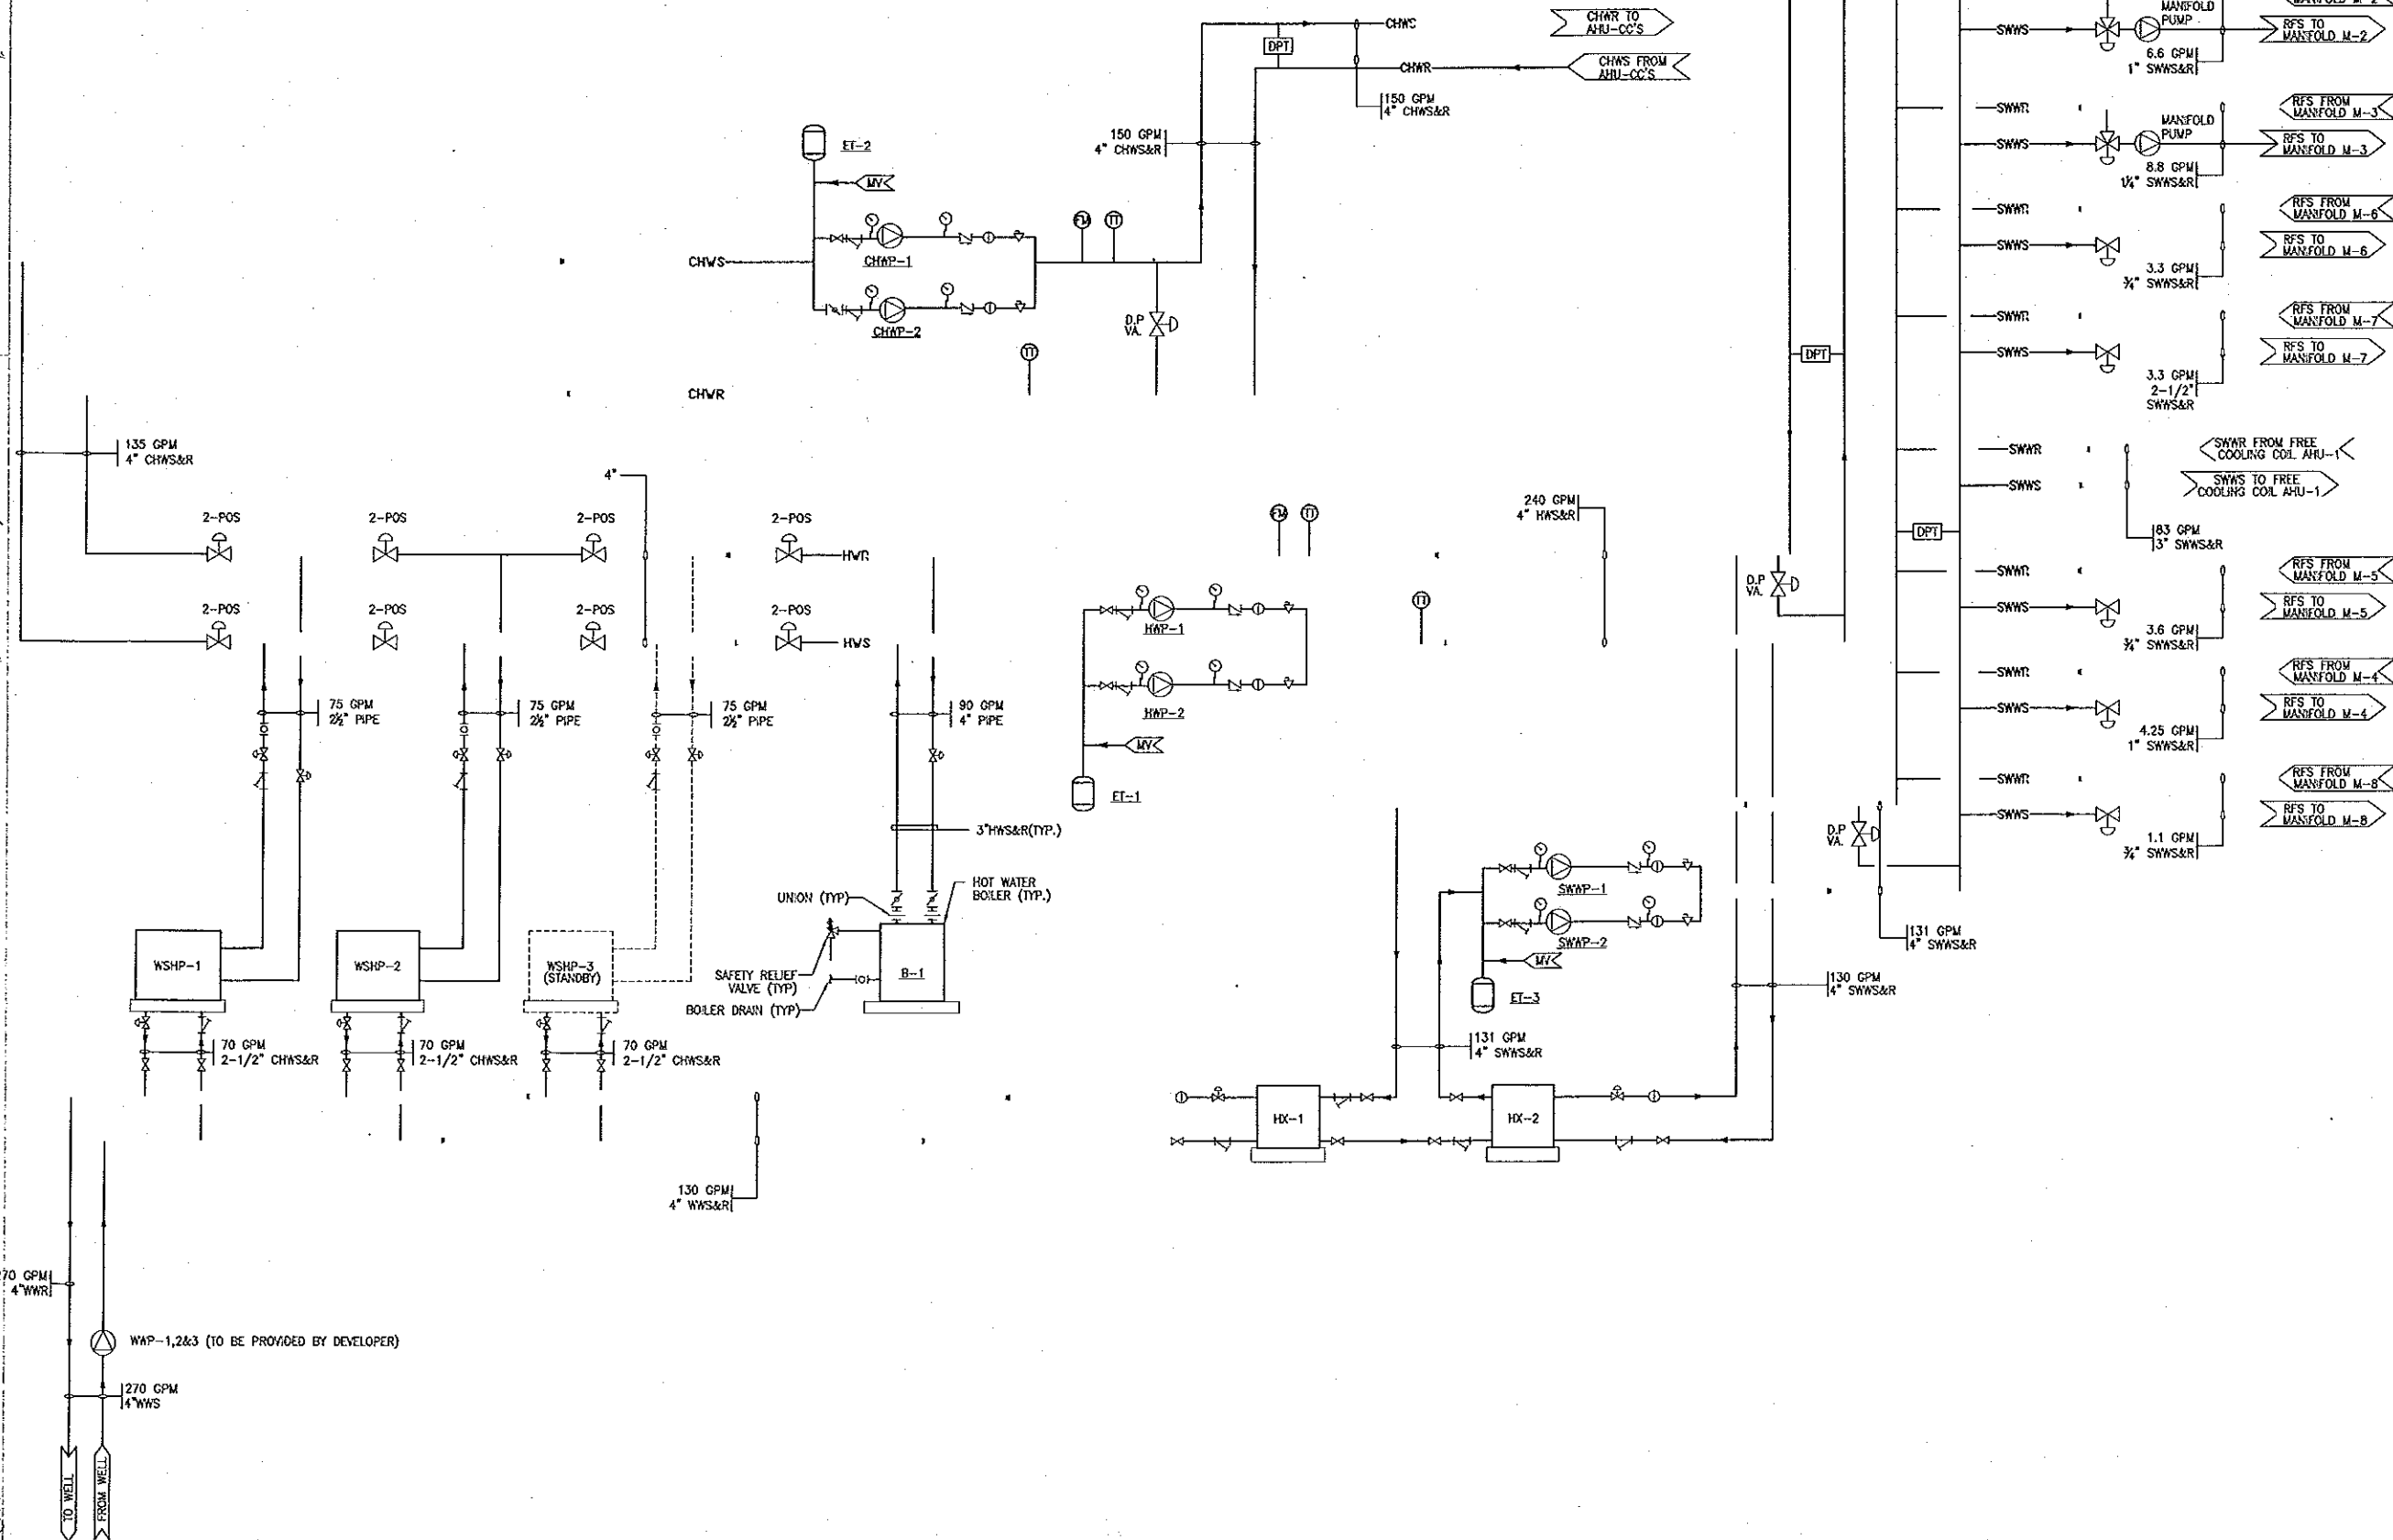 CHWS
CHWR TO
AHU-CC'S
DPT
CHWR
CHWS FROM
AHU-CC'S
150 GPM
4" CHWS&R
150 GPM
4" CHWS&R
ET-2
MV
FM
TT
CHWS
CHWP-1
CHWP-2
D.P
VA.
TT
CHWR
135 GPM
4" CHWS&R
4"
2-POS
2-POS
2-POS
2-POS
HWR
2-POS
2-POS
2-POS
2-POS
HWS
FM
TT
240 GPM
4" HWS&R
HWP-1
HWP-2
MV
ET-1
TT
D.P
VA.
DPT
75 GPM
2½" PIPE
75 GPM
2½" PIPE
75 GPM
2½" PIPE
90 GPM
4" PIPE
3"HWS&R(TYP.)
UNION (TYP)
HOT WATER
BOILER (TYP.)
SAFETY RELIEF
VALVE (TYP)
BOILER DRAIN (TYP)
B-1
WSHP-1
WSHP-2
WSHP-3
(STANDBY)
70 GPM
2-1/2" CHWS&R
70 GPM
2-1/2" CHWS&R
70 GPM
2-1/2" CHWS&R
130 GPM
4" WWS&R
SWWP-1
SWWP-2
MV
ET-3
131 GPM
4" SWWS&R
HX-1
HX-2
130 GPM
4" SWWS&R
D.P
VA.
131 GPM
4" SWWS&R
MANIFOLD
PUMP
SWWS
RFS TO
MANIFOLD M-2
6.6 GPM
1" SWWS&R
SWWR
RFS FROM
MANIFOLD M-3
MANIFOLD
PUMP
SWWS
RFS TO
MANIFOLD M-3
8.8 GPM
1¼" SWWS&R
SWWR
RFS FROM
MANIFOLD M-6
SWWS
RFS TO
MANIFOLD M-6
3.3 GPM
¾" SWWS&R
SWWR
RFS FROM
MANIFOLD M-7
SWWS
RFS TO
MANIFOLD M-7
3.3 GPM
2-1/2"
SWWS&R
SWWR
SWWR FROM FREE
COOLING COIL AHU-1
SWWS
SWWS TO FREE
COOLING COIL AHU-1
DPT
83 GPM
3" SWWS&R
SWWR
RFS FROM
MANIFOLD M-5
SWWS
RFS TO
MANIFOLD M-5
3.6 GPM
¾" SWWS&R
SWWR
RFS FROM
MANIFOLD M-4
SWWS
RFS TO
MANIFOLD M-4
4.25 GPM
1" SWWS&R
SWWR
RFS FROM
MANIFOLD M-8
SWWS
RFS TO
MANIFOLD M-8
1.1 GPM
¾" SWWS&R
70 GPM
4"WWR
WWP-1,2&3 (TO BE PROVIDED BY DEVELOPER)
270 GPM
4"WWS
TO WELL
FROM WELL